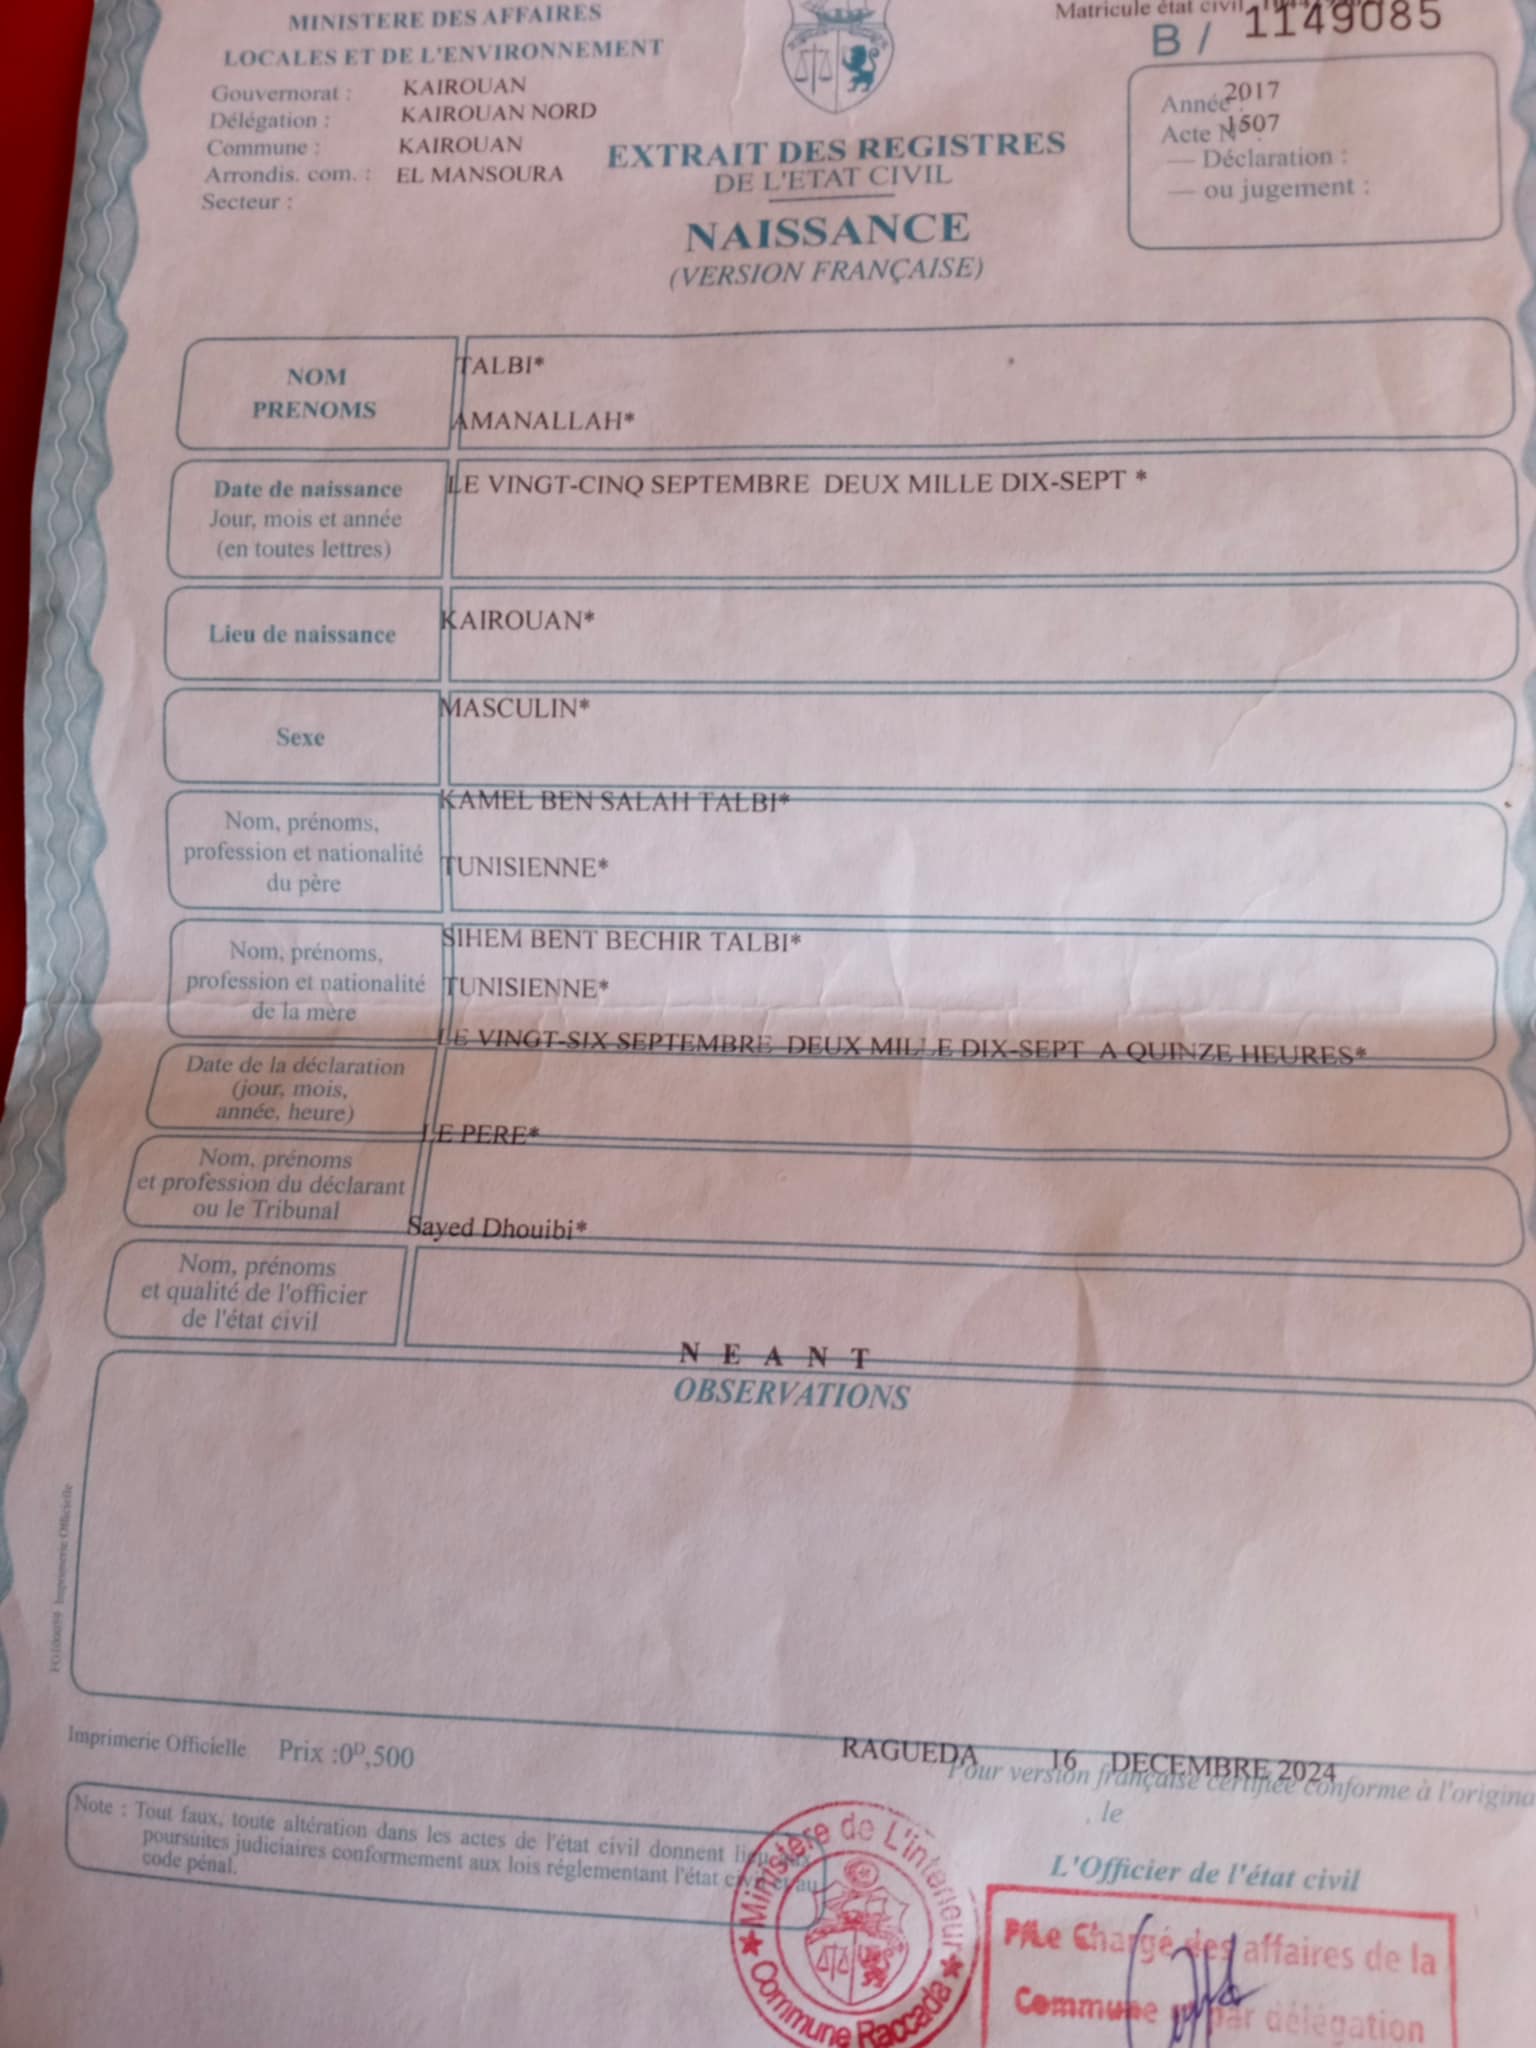 MINISTERE DES AFFAIRES
LOCALES ET DE L'ENVIRONNEMENT
Gouvernorat : KAIROUAN
Délégation : KAIROUAN NORD
Commune : KAIROUAN
Arrondis. com. : EL MANSOURA
Secteur :
Matricule état civil
B / 1149085
Année : 2017
Acte N° : 1507
— Déclaration :
— ou jugement :
EXTRAIT DES REGISTRES
DE L'ETAT CIVIL
NAISSANCE
(VERSION FRANÇAISE)
NOM
PRENOMS
TALBI*
AMANALLAH*
Date de naissance
Jour, mois et année
(en toutes lettres)
LE VINGT-CINQ SEPTEMBRE DEUX MILLE DIX-SEPT *
Lieu de naissance
KAIROUAN*
Sexe
MASCULIN*
Nom, prénoms,
profession et nationalité
du père
KAMEL BEN SALAH TALBI*
TUNISIENNE*
Nom, prénoms,
profession et nationalité
de la mère
SIHEM BENT BECHIR TALBI*
TUNISIENNE*
Date de la déclaration
(jour, mois,
année, heure)
LE VINGT-SIX SEPTEMBRE DEUX MILLE DIX-SEPT A QUINZE HEURES*
Nom, prénoms
et profession du déclarant
ou le Tribunal
LE PERE*
Nom, prénoms
et qualité de l'officier
de l'état civil
Sayed Dhouibi*
N E A N T
OBSERVATIONS
Imprimerie Officielle
Imprimerie Officielle Prix :0ᴰ,500
RAGUEDA 16 DECEMBRE 2024
Pour version française certifiée conforme à l'origina
, le
Note : Tout faux, toute altération dans les actes de l'état civil donnent lieu aux
poursuites judiciaires conformement aux lois réglementant l'état civil et au
code pénal.
L'Officier de l'état civil
Ministère de L'interieur
Commune Raccada
P/Le Chargé des affaires de la
Commune par délégation